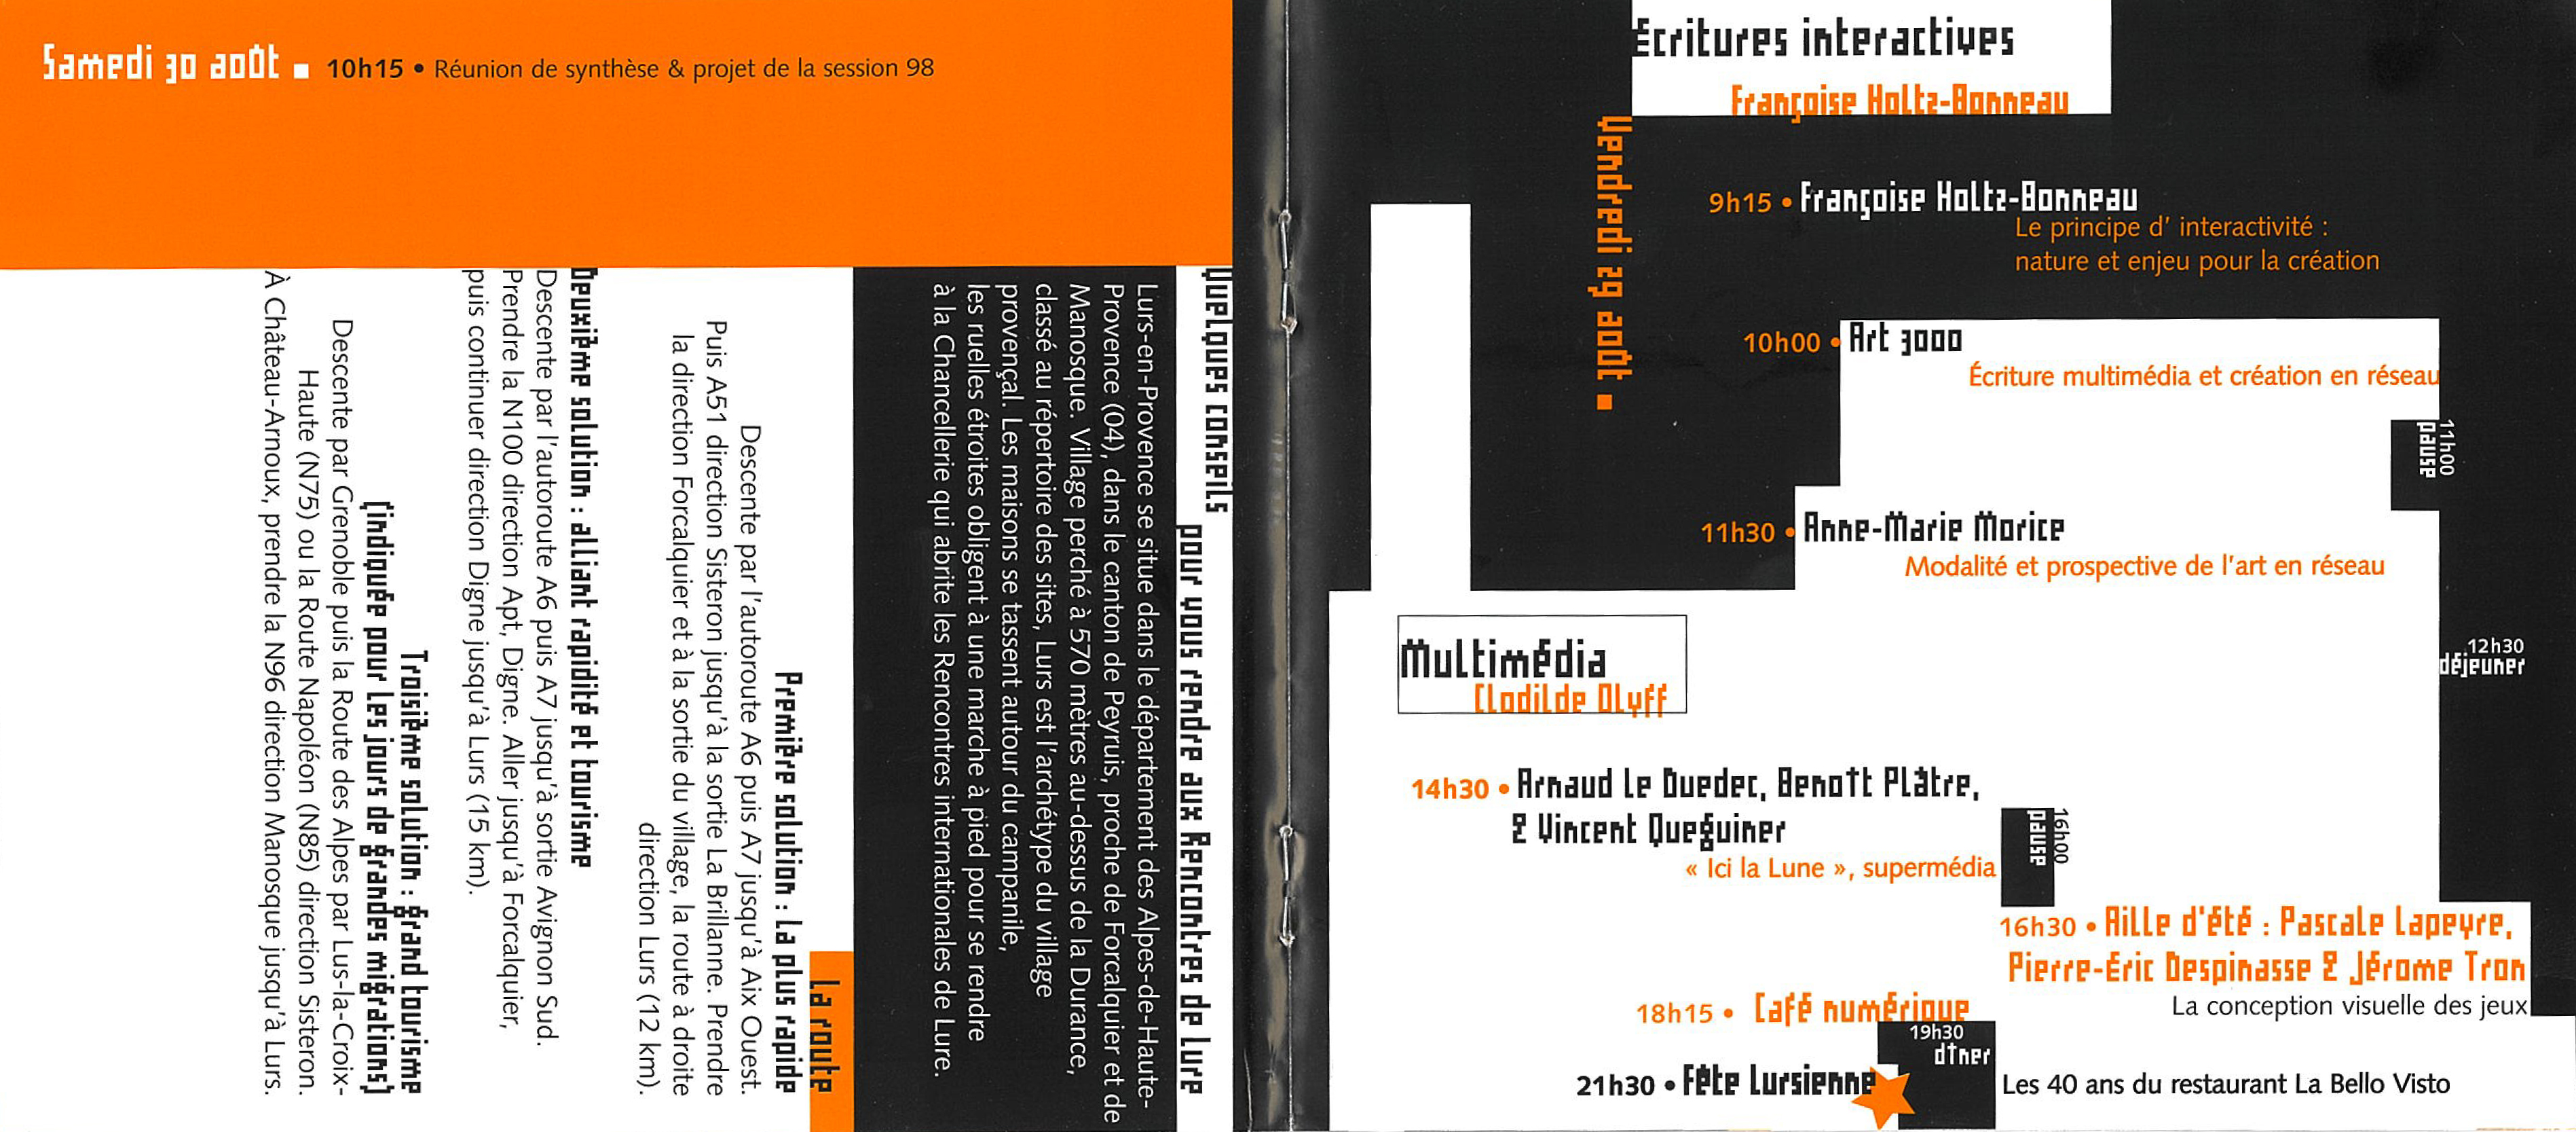 Samedi 30 août ■ 10h15 • Réunion de synthèse & projet de la session 98
Quelques conseils
pour vous rendre aux Rencontres de Lure
Lurs-en-Provence se situe dans le département des Alpes-de-Haute-
Provence (04), dans le canton de Peyruis, proche de Forcalquier et de
Manosque. Village perché à 570 mètres au-dessus de la Durance,
classé au répertoire des sites, Lurs est l'archétype du village
provençal. Les maisons se tassent autour du campanile,
les ruelles étroites obligent à une marche à pied pour se rendre
à la Chancellerie qui abrite les Rencontres internationales de Lure.
La route
Première solution : la plus rapide
Descente par l'autoroute A6 puis A7 jusqu'à Aix Ouest.
Puis A51 direction Sisteron jusqu'à la sortie La Brillanne. Prendre
la direction Forcalquier et à la sortie du village, la route à droite
direction Lurs (12 km).
Deuxième solution : alliant rapidité et tourisme
Descente par l'autoroute A6 puis A7 jusqu'à sortie Avignon Sud.
Prendre la N100 direction Apt, Digne. Aller jusqu'à Forcalquier,
puis continuer direction Digne jusqu'à Lurs (15 km).
Troisième solution : grand tourisme
(indiquée pour les jours de grandes migrations)
Descente par Grenoble puis la Route des Alpes par Lus-la-Croix-
Haute (N75) ou la Route Napoléon (N85) direction Sisteron.
À Château-Arnoux, prendre la N96 direction Manosque jusqu'à Lurs.
Écritures interactives
Françoise Holtz-Bonneau
Vendredi 29 août ■
9h15 • Françoise Holtz-Bonneau
Le principe d' interactivité :
nature et enjeu pour la création
10h00 • Art 3000
Écriture multimédia et création en réseau
11h00
pause
11h30 • Anne-Marie Morice
Modalité et prospective de l'art en réseau
12h30
déjeuner
Multimédia
Clodilde Olyff
14h30 • Arnaud Le Duedec, Benoît Plâtre,
& Vincent Queguiner
« Ici la Lune », supermédia
16h00
pause
16h30 • Aille d'été : Pascale Lapeyre,
Pierre-Éric Despinasse & Jérome Tron
La conception visuelle des jeux
18h15 • Café numérique
19h30
dîner
21h30 • Fête Lursienne
Les 40 ans du restaurant La Bello Visto